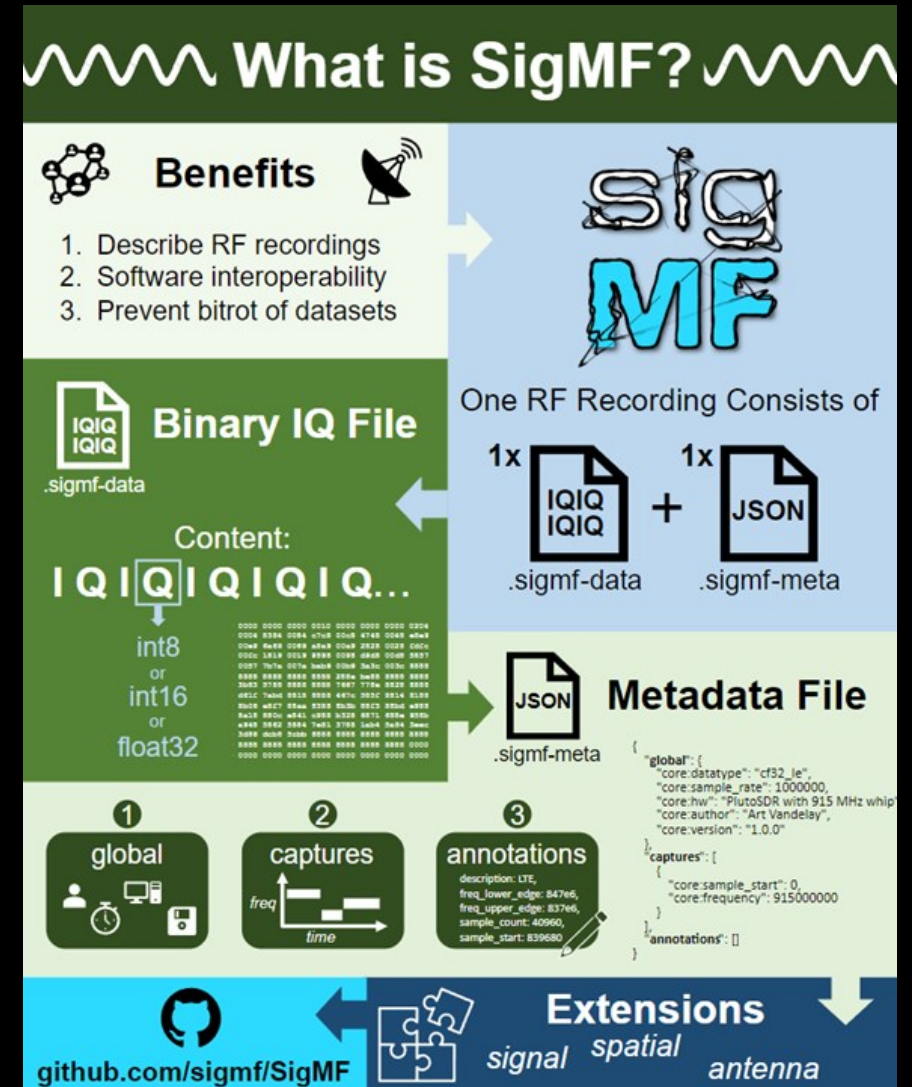 What is SigMF?
Benefits
1. Describe RF recordings
2. Software interoperability
3. Prevent bitrot of datasets
sig
MF
One RF Recording Consists of
1x
IQIQ
IQIQ
.sigmf-data
+
1x
JSON
.sigmf-meta
IQIQ
IQIQ
Binary IQ File
.sigmf-data
Content:
I Q I Q I Q I Q I Q...
int8
or
int16
or
float32
JSON
Metadata File
.sigmf-meta
{
"global": {
"core:datatype": "cf32_le",
"core:sample_rate": 1000000,
"core:hw": "PlutoSDR with 915 MHz whip"
"core:author": "Art Vandelay",
"core:version": "1.0.0"
},
"captures": [
{
"core:sample_start": 0,
"core:frequency": 915000000
}
],
"annotations": []
}
1
global
2
captures
freq
time
3
annotations
description: LTE,
freq_lower_edge: 847e6,
freq_upper_edge: 837e6,
sample_count: 40960,
sample_start: 839680
github.com/sigmf/SigMF
Extensions
signal spatial antenna